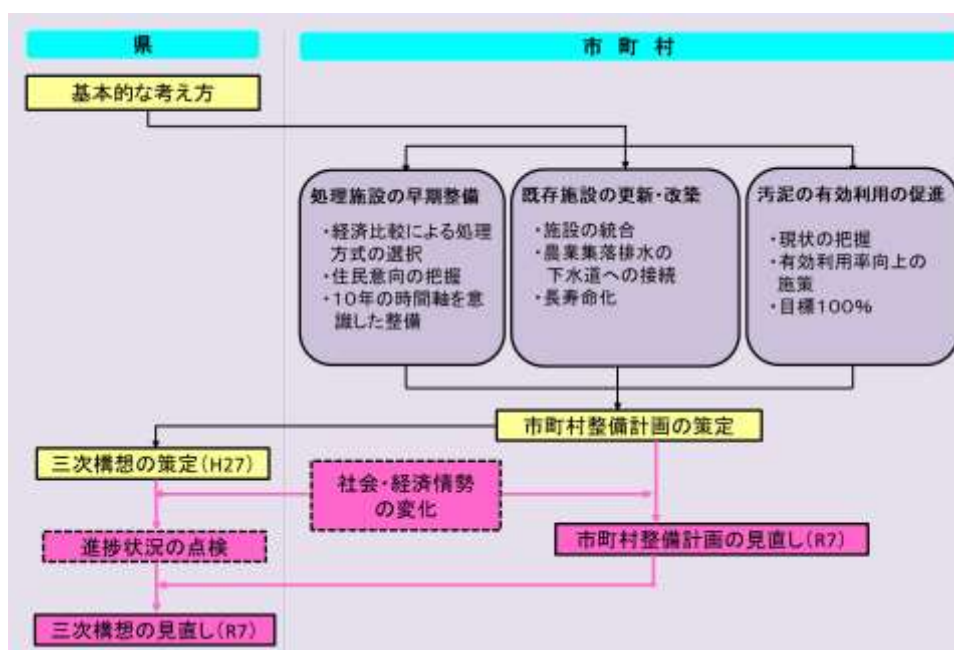 県
市町村
基本的な考え方
処理施設の早期整備
・経済比較による処理
方式の選択
・住民意向の把握
・10年の時間軸を意
識した整備
既存施設の更新・改築
・施設の統合
・農業集落排水の
下水道への接続
・長寿命化
汚泥の有効利用の促進
・現状の把握
・有効利用率向上の
施策
・目標100%
市町村整備計画の策定
三次構想の策定(H27)
社会・経済情勢
の変化
進捗状況の点検
市町村整備計画の見直し(R7)
三次構想の見直し(R7)